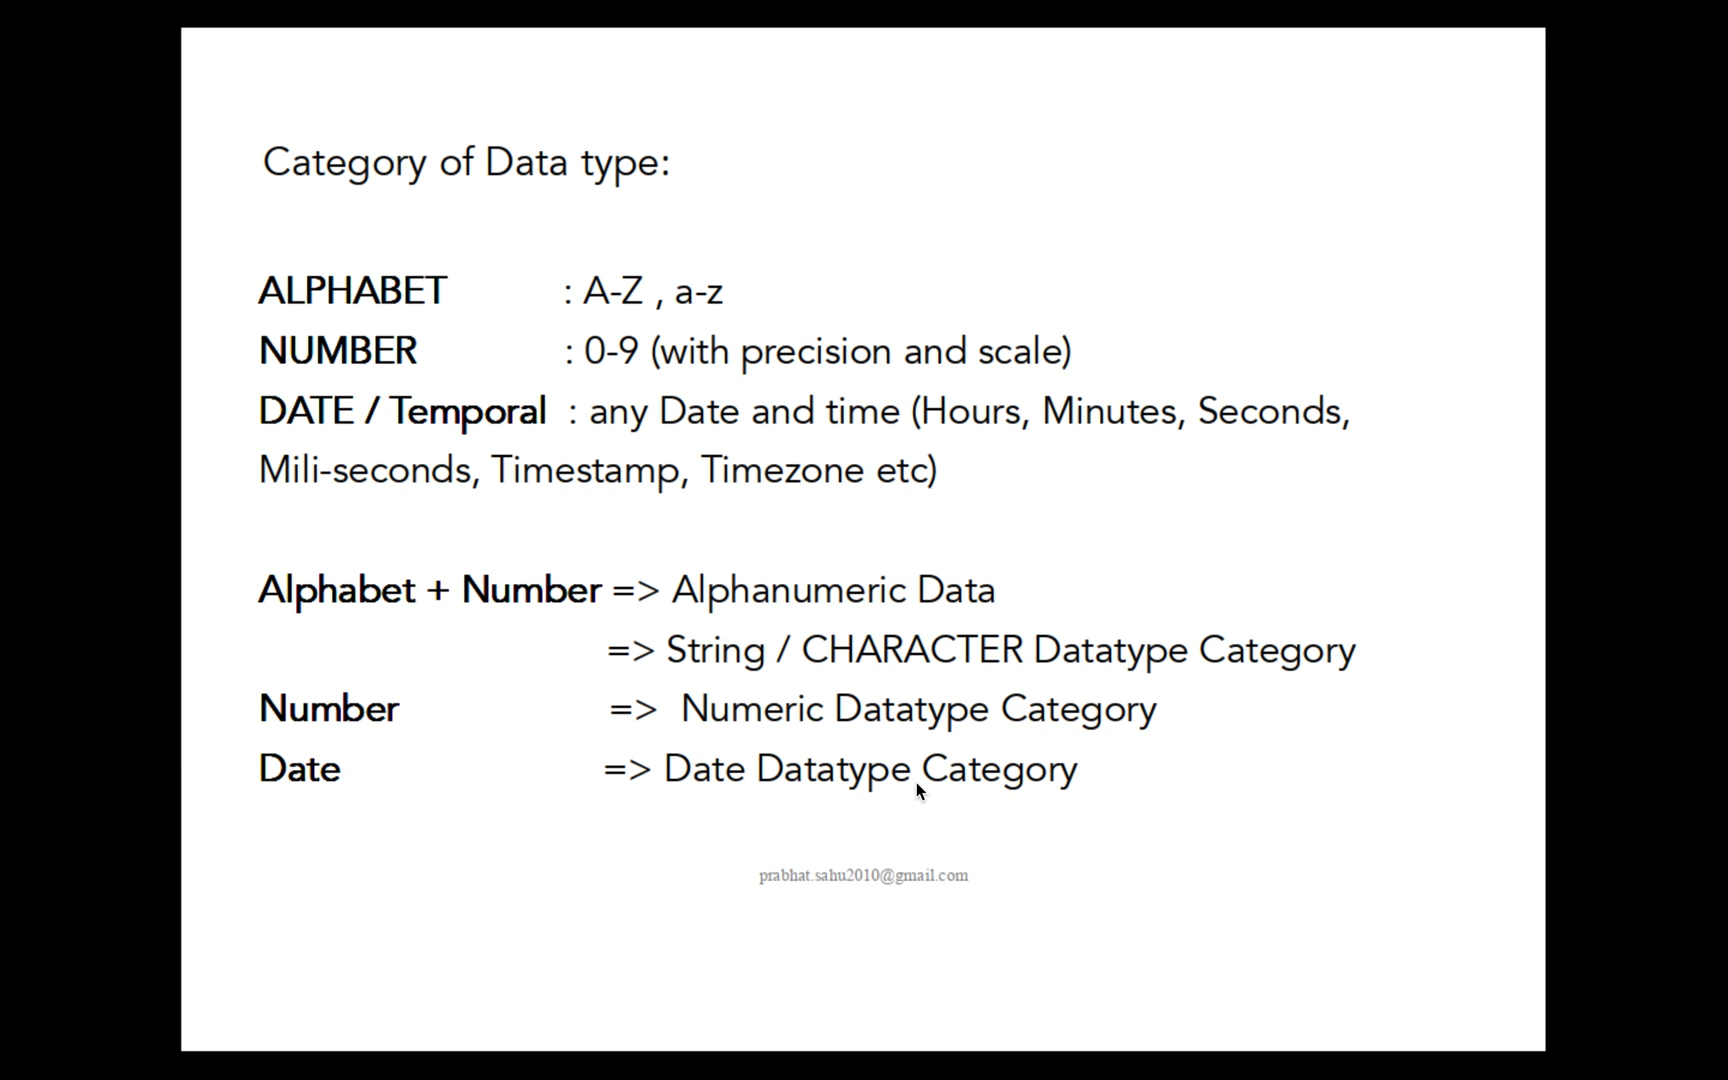 Category of Data type:
ALPHABET : A-Z , a-z
NUMBER : 0-9 (with precision and scale)
DATE / Temporal : any Date and time (Hours, Minutes, Seconds,
Mili-seconds, Timestamp, Timezone etc)
Alphabet + Number => Alphanumeric Data
=> String / CHARACTER Datatype Category
Number => Numeric Datatype Category
Date => Date Datatype Category
prabhat.sahu2010@gmail.com